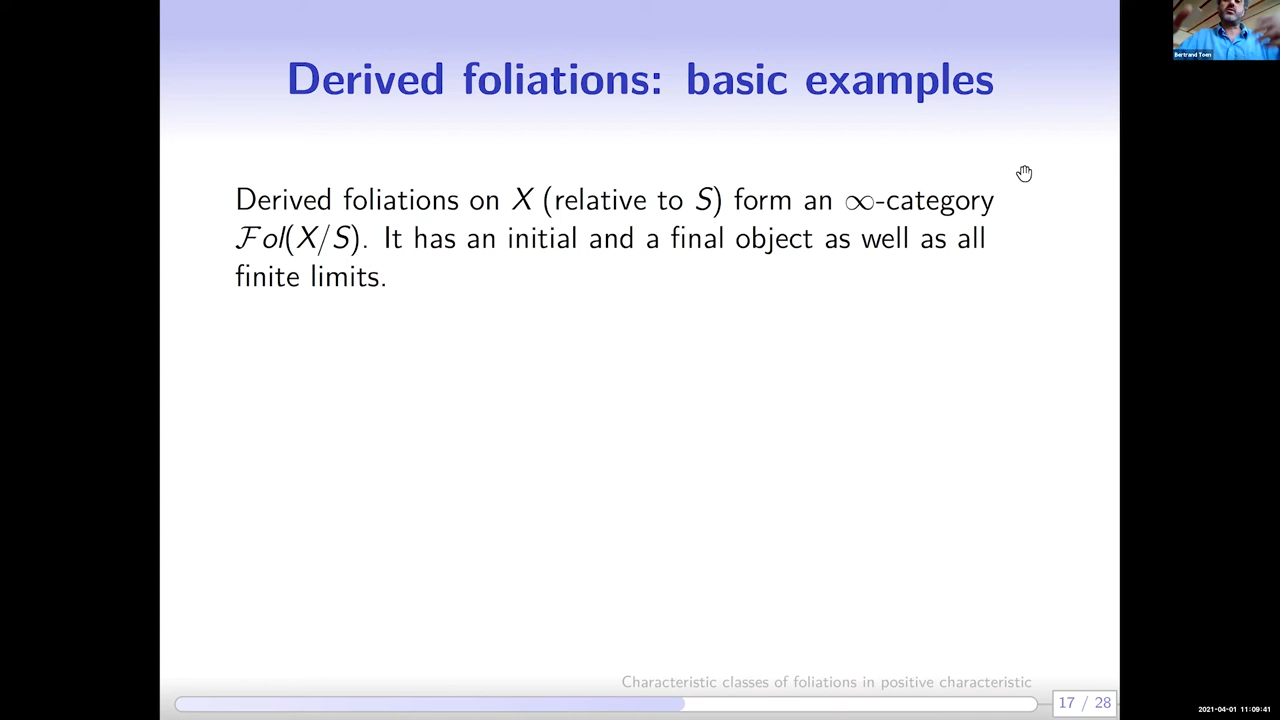 Derived foliations: basic examples
Bertrand Toen
Derived foliations on X (relative to S) form an ∞-category
Fol(X/S). It has an initial and a final object as well as all
finite limits.
Characteristic classes of foliations in positive characteristic
17 / 28
2021-04-01 11:09:41